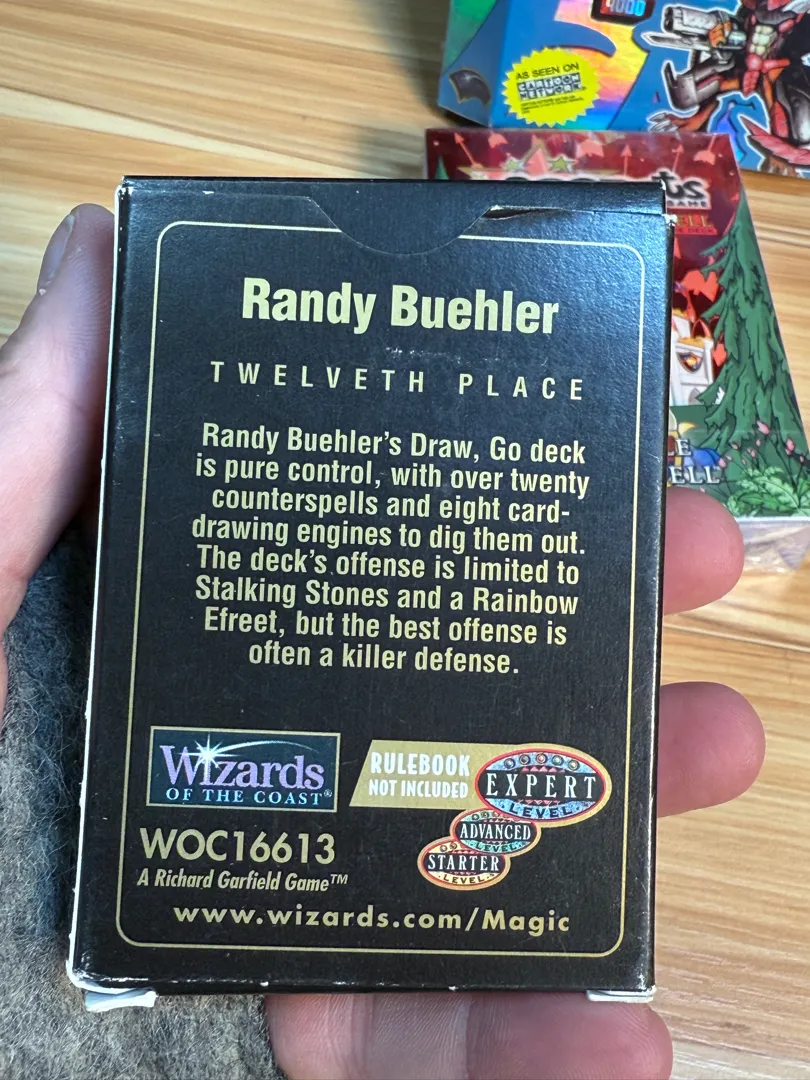 4000
AS SEEN ON
CARTOON
NETWORK
GAME
Randy Buehler
TWELVETH PLACE
Randy Buehler's Draw, Go deck
is pure control, with over twenty
counterspells and eight card-
drawing engines to dig them out.
The deck's offense is limited to
Stalking Stones and a Rainbow
Efreet, but the best offense is
often a killer defense.
Wizards
OF THE COAST®
RULEBOOK
NOT INCLUDED
EXPERT
LEVEL
ADVANCED
LEVEL
STARTER
LEVEL
WOC16613
A Richard Garfield Game™
www.wizards.com/Magic